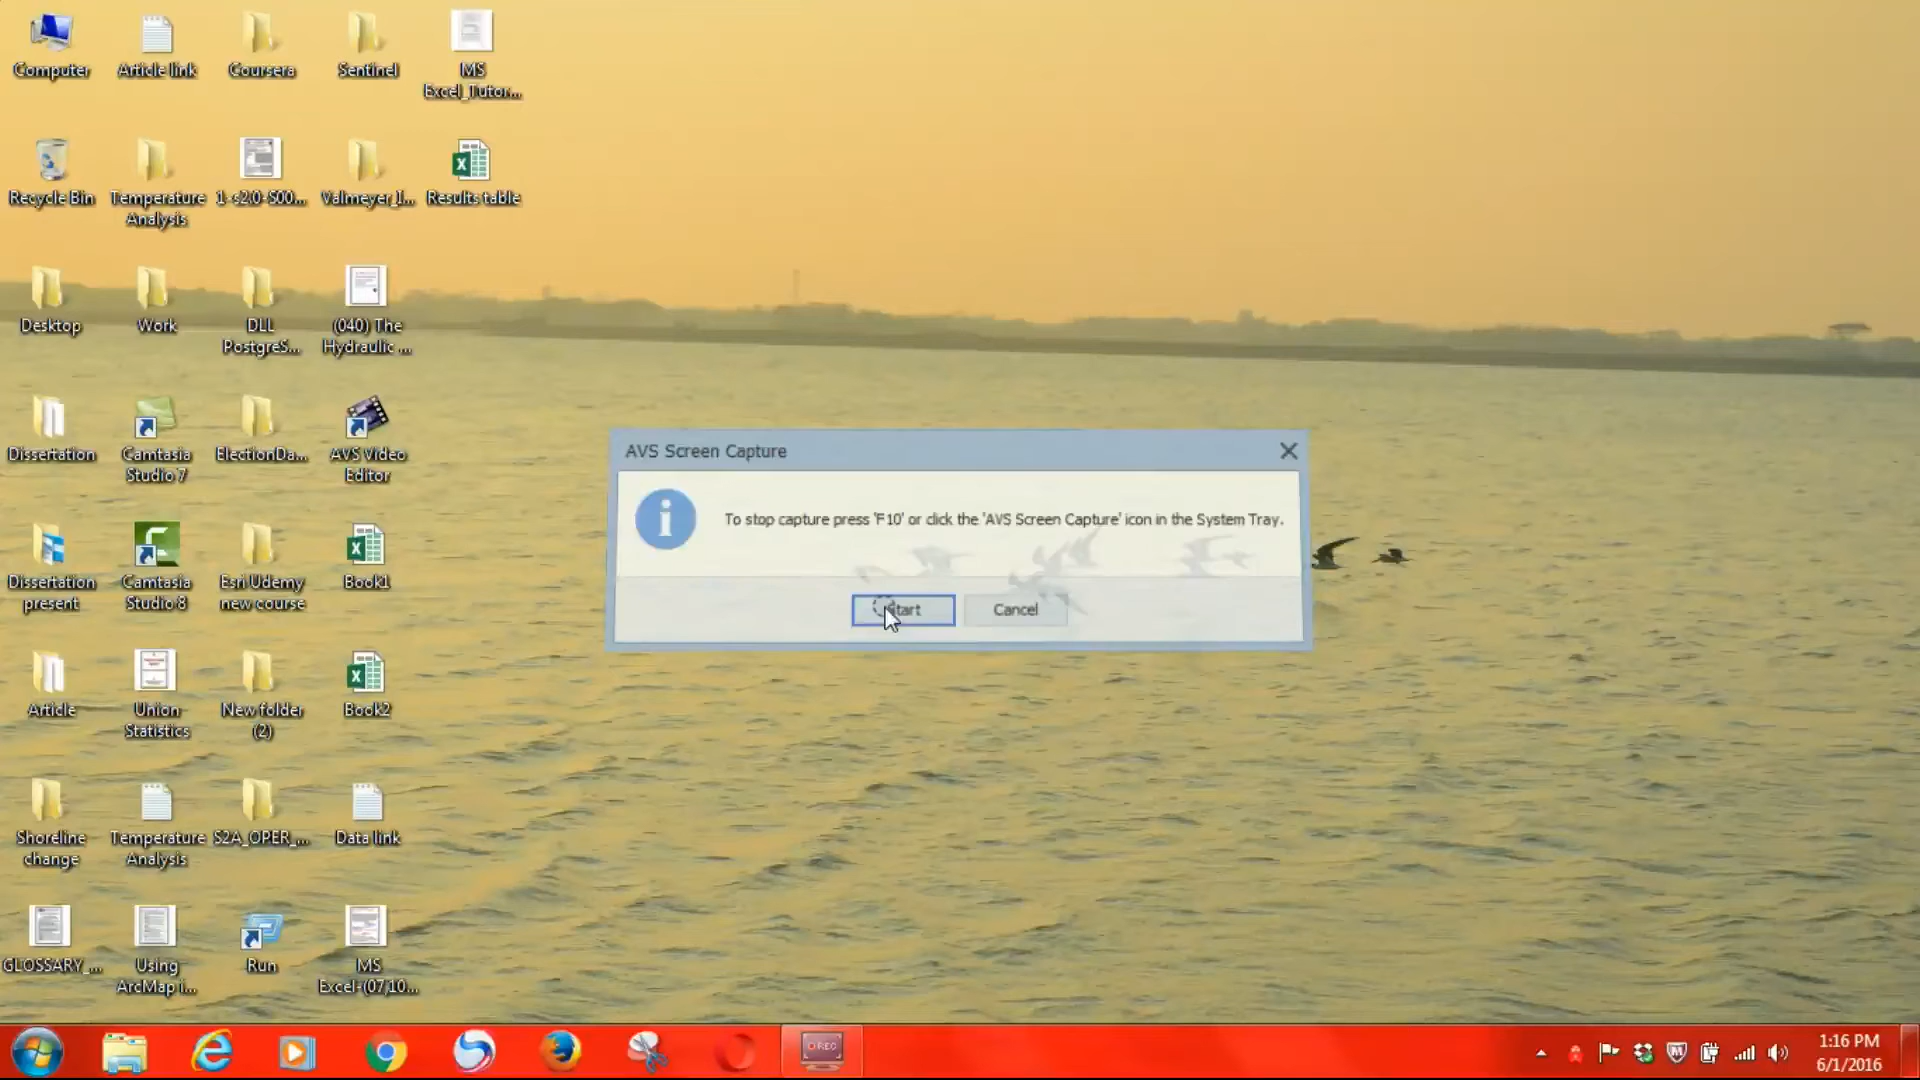 Computer
Article link
Coursera
Sentinel
MS
Excel_Tutor...
Recycle Bin
Temperature
Analysis
1-s2.0-S00...
Valmeyer_I...
Results table
Desktop
Work
DLL
PostgreS...
(040) The
Hydraulic ...
Dissertation
Camtasia
Studio 7
ElectionDa...
AVS Video
Editor
AVS Screen Capture
To stop capture press 'F10' or click the 'AVS Screen Capture' icon in the System Tray.
Start
Cancel
Dissertation
present
Camtasia
Studio 8
Esri Udemy
new course
Book1
Article
Union
Statistics
New folder
(2)
Book2
Shoreline
change
Temperature
Analysis
S2A_OPER_...
Data link
GLOSSARY_...
Using
ArcMap i...
Run
MS
Excel-(07,10...
REC
1:16 PM
6/1/2016